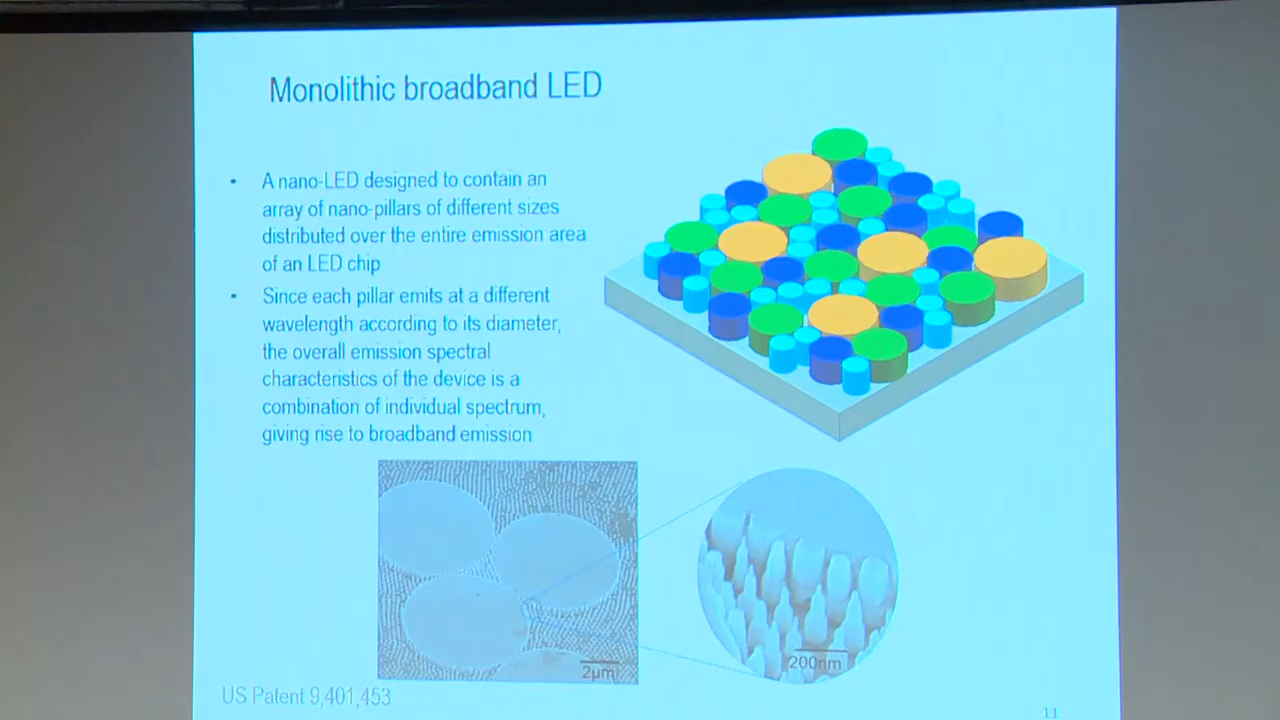 Monolithic broadband LED
• A nano-LED designed to contain an
array of nano-pillars of different sizes
distributed over the entire emission area
of an LED chip
• Since each pillar emits at a different
wavelength according to its diameter,
the overall emission spectral
characteristics of the device is a
combination of individual spectrum,
giving rise to broadband emission
2μm
200nm
US Patent 9,401,453
11